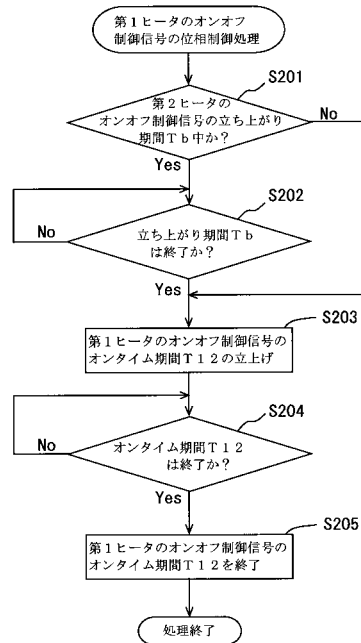 第1ヒータのオンオフ
制御信号の位相制御処理
S201
第2ヒータの
オンオフ制御信号の立ち上がり
期間Tb中か?
No
Yes
S202
立ち上がり期間Tb
は終了か?
No
Yes
S203
第1ヒータのオンオフ制御信号の
オンタイム期間T12の立上げ
S204
オンタイム期間T12
は終了か?
No
Yes
S205
第1ヒータのオンオフ制御信号の
オンタイム期間T12を終了
処理終了